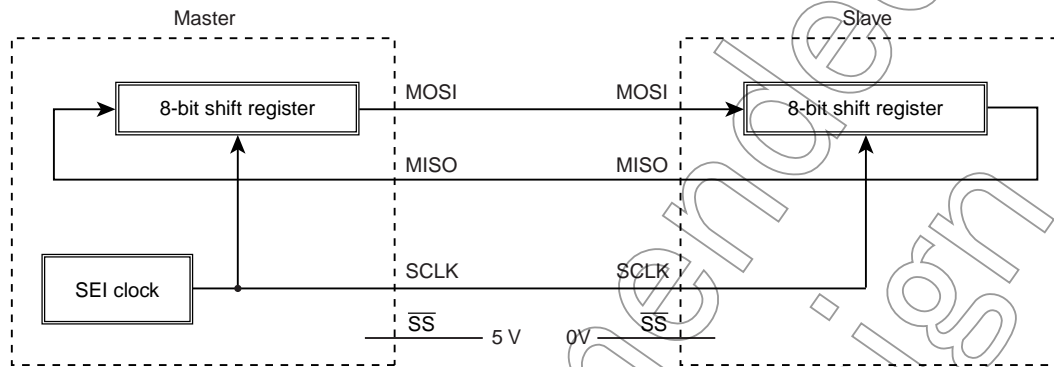 Master
Slave
8-bit shift register
MOSI
MOSI
8-bit shift register
MISO
MISO
SEI clock
SCLK
SCLK
SS
5 V
0V
SS